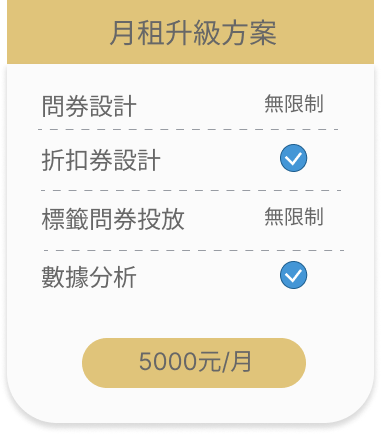 月租升級方案
問券設計 無限制
折扣券設計
標籤問券投放 無限制
數據分析
5000元/月